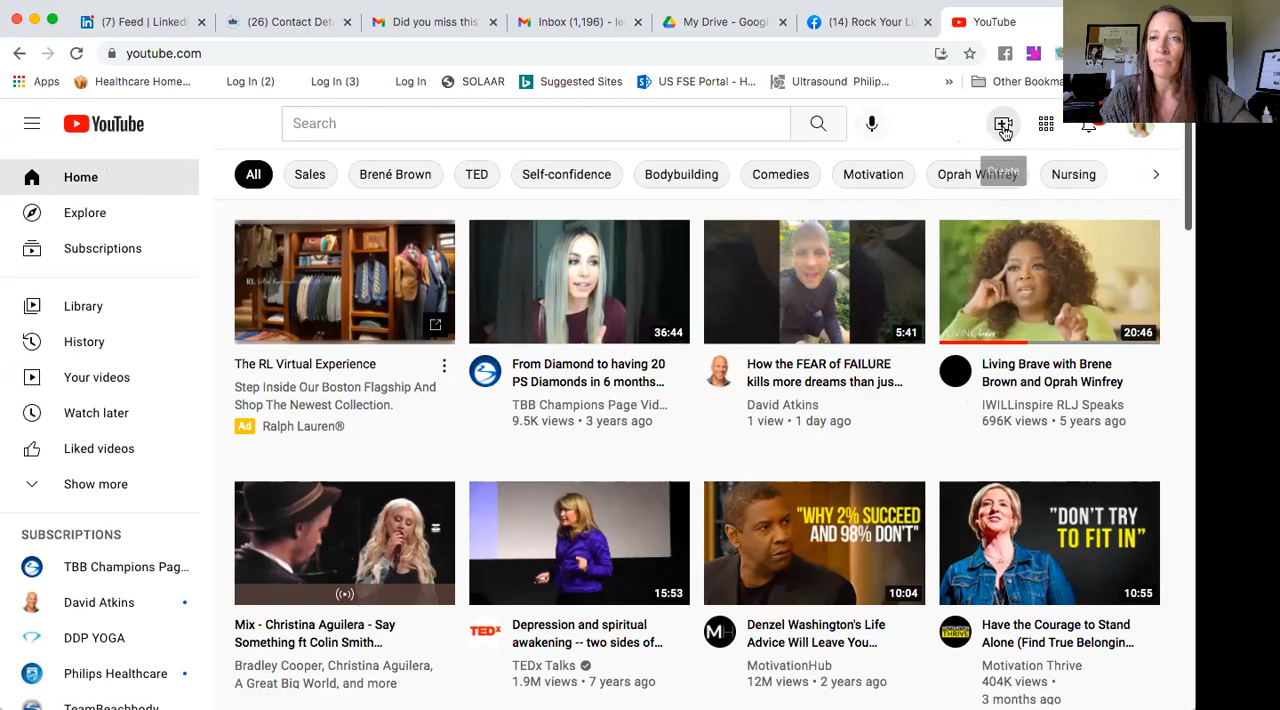 (7) Feed | Linked
(26) Contact Det
Did you miss this
Inbox (1,196) - le
My Drive - Goog
(14) Rock Your Li
YouTube
youtube.com
Apps
Healthcare Home...
Log In (2)
Log In (3)
Log In
SOLAAR
Suggested Sites
US FSE Portal - H...
Ultrasound Philip...
»
Other Bookma
YouTube
Search
Create
Home
Explore
Subscriptions
Library
History
Your videos
Watch later
Liked videos
Show more
SUBSCRIPTIONS
TBB Champions Pag...
David Atkins
DDP YOGA
Philips Healthcare
TeamBeachbody
All
Sales
Brené Brown
TED
Self-confidence
Bodybuilding
Comedies
Motivation
Oprah Winfrey
Nursing
The RL Virtual Experience
Step Inside Our Boston Flagship And
Shop The Newest Collection.
Ad Ralph Lauren®
36:44
From Diamond to having 20
PS Diamonds in 6 months...
TBB Champions Page Vid...
9.5K views • 3 years ago
5:41
How the FEAR of FAILURE
kills more dreams than jus...
David Atkins
1 view • 1 day ago
20:46
Living Brave with Brene
Brown and Oprah Winfrey
IWILLinspire RLJ Speaks
696K views • 5 years ago
Mix - Christina Aguilera - Say
Something ft Colin Smith...
Bradley Cooper, Christina Aguilera,
A Great Big World, and more
15:53
TEDx
Depression and spiritual
awakening -- two sides of...
TEDx Talks
1.9M views • 7 years ago
"WHY 2% SUCCEED
AND 98% DON'T"
10:04
MH
Denzel Washington's Life
Advice Will Leave You...
MotivationHub
12M views • 2 years ago
"DON'T TRY
TO FIT IN"
10:55
MOTIVATION
THRIVE
Have the Courage to Stand
Alone (Find True Belongin...
Motivation Thrive
404K views •
3 months ago